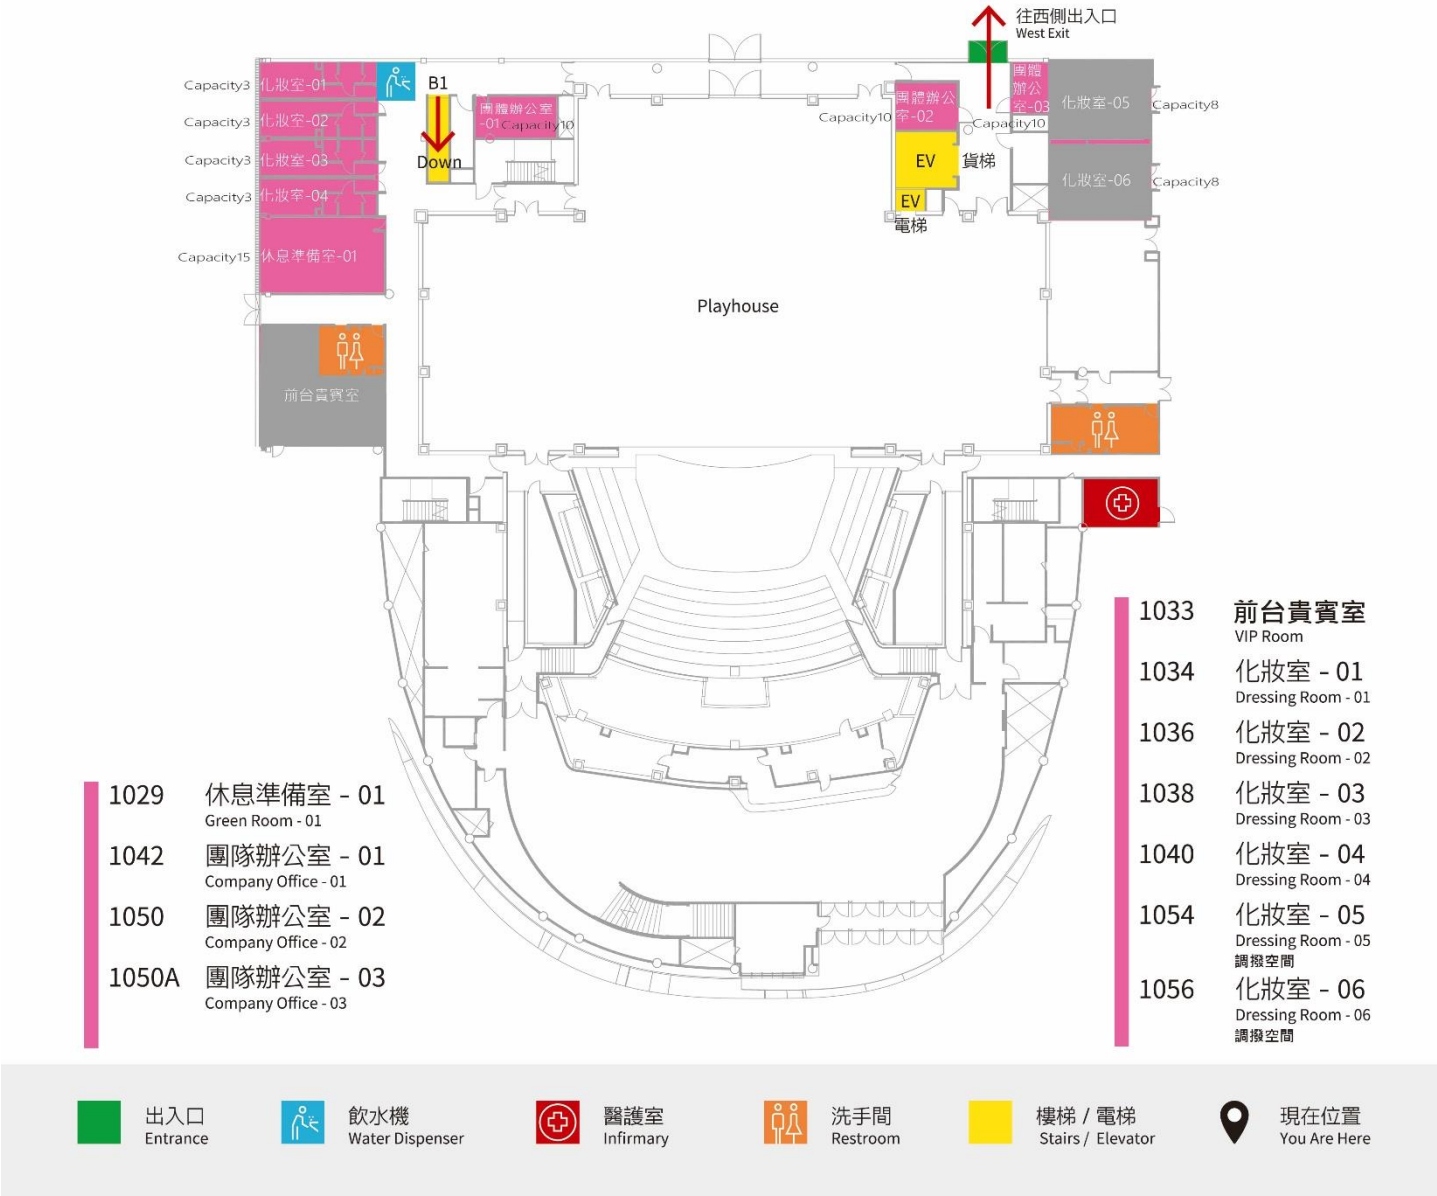 往西側出入口
West Exit
Capacity3
化妝室-01
B1
團體辦公室
-01
Capacity10
團體辦公
室-02
Capacity10
團體
辦公
室-03
Capacity10
化妝室-05
Capacity8
Capacity3
化妝室-02
Capacity3
化妝室-03
Down
EV
貨梯
化妝室-06
Capacity8
Capacity3
化妝室-04
EV
電梯
Capacity15
休息準備室-01
Playhouse
前台貴賓室
1033 前台貴賓室
VIP Room
1034 化妝室 - 01
Dressing Room - 01
1036 化妝室 - 02
Dressing Room - 02
1038 化妝室 - 03
Dressing Room - 03
1040 化妝室 - 04
Dressing Room - 04
1054 化妝室 - 05
Dressing Room - 05
調撥空間
1056 化妝室 - 06
Dressing Room - 06
調撥空間
1029 休息準備室 - 01
Green Room - 01
1042 團隊辦公室 - 01
Company Office - 01
1050 團隊辦公室 - 02
Company Office - 02
1050A 團隊辦公室 - 03
Company Office - 03
出入口
Entrance
飲水機
Water Dispenser
醫護室
Infirmary
洗手間
Restroom
樓梯 / 電梯
Stairs / Elevator
現在位置
You Are Here